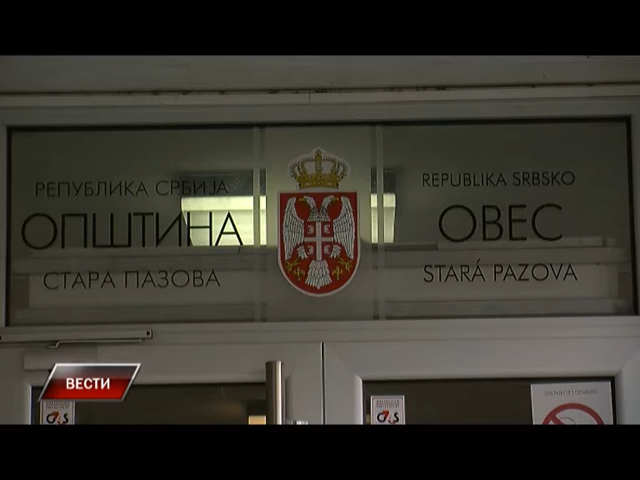 РЕПУБЛИКА СРБИЈА
ОПШТИНА
СТАРА ПАЗОВА
REPUBLIKA SRBSKO
OBEC
STARÁ PAZOVA
ВЕСТИ
G4S
G4S